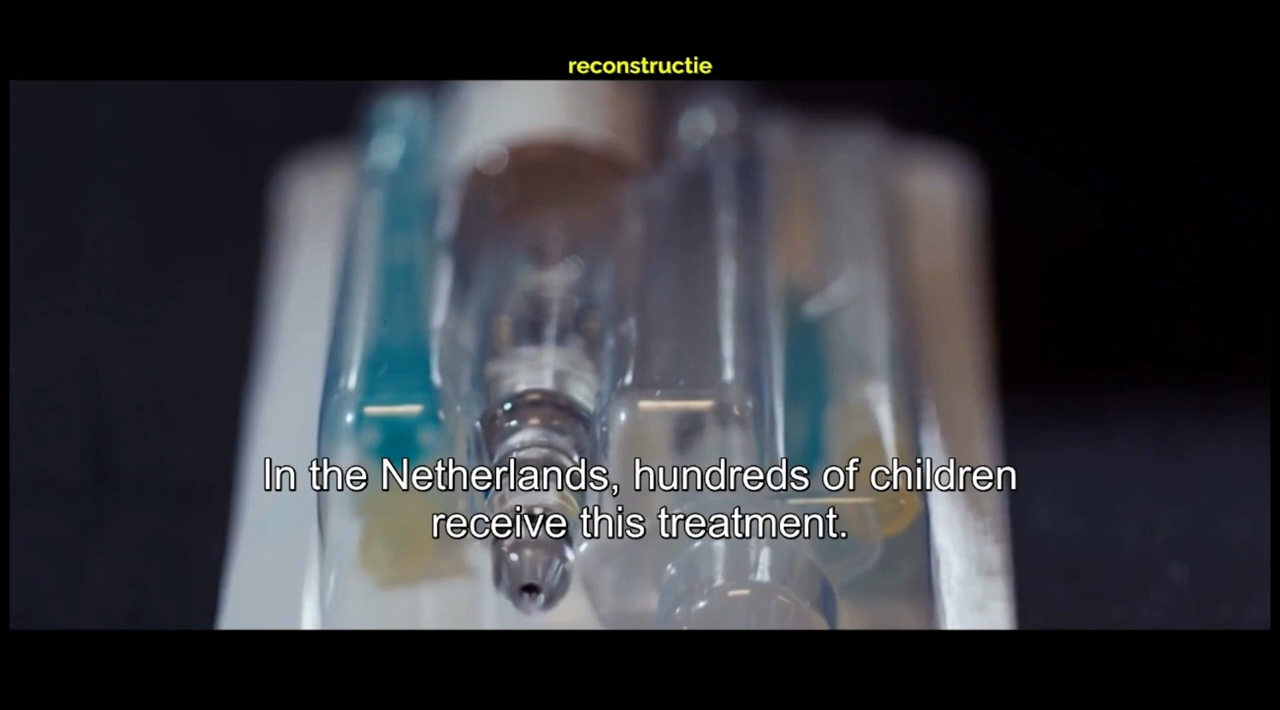 reconstructie
In the Netherlands, hundreds of children
receive this treatment.